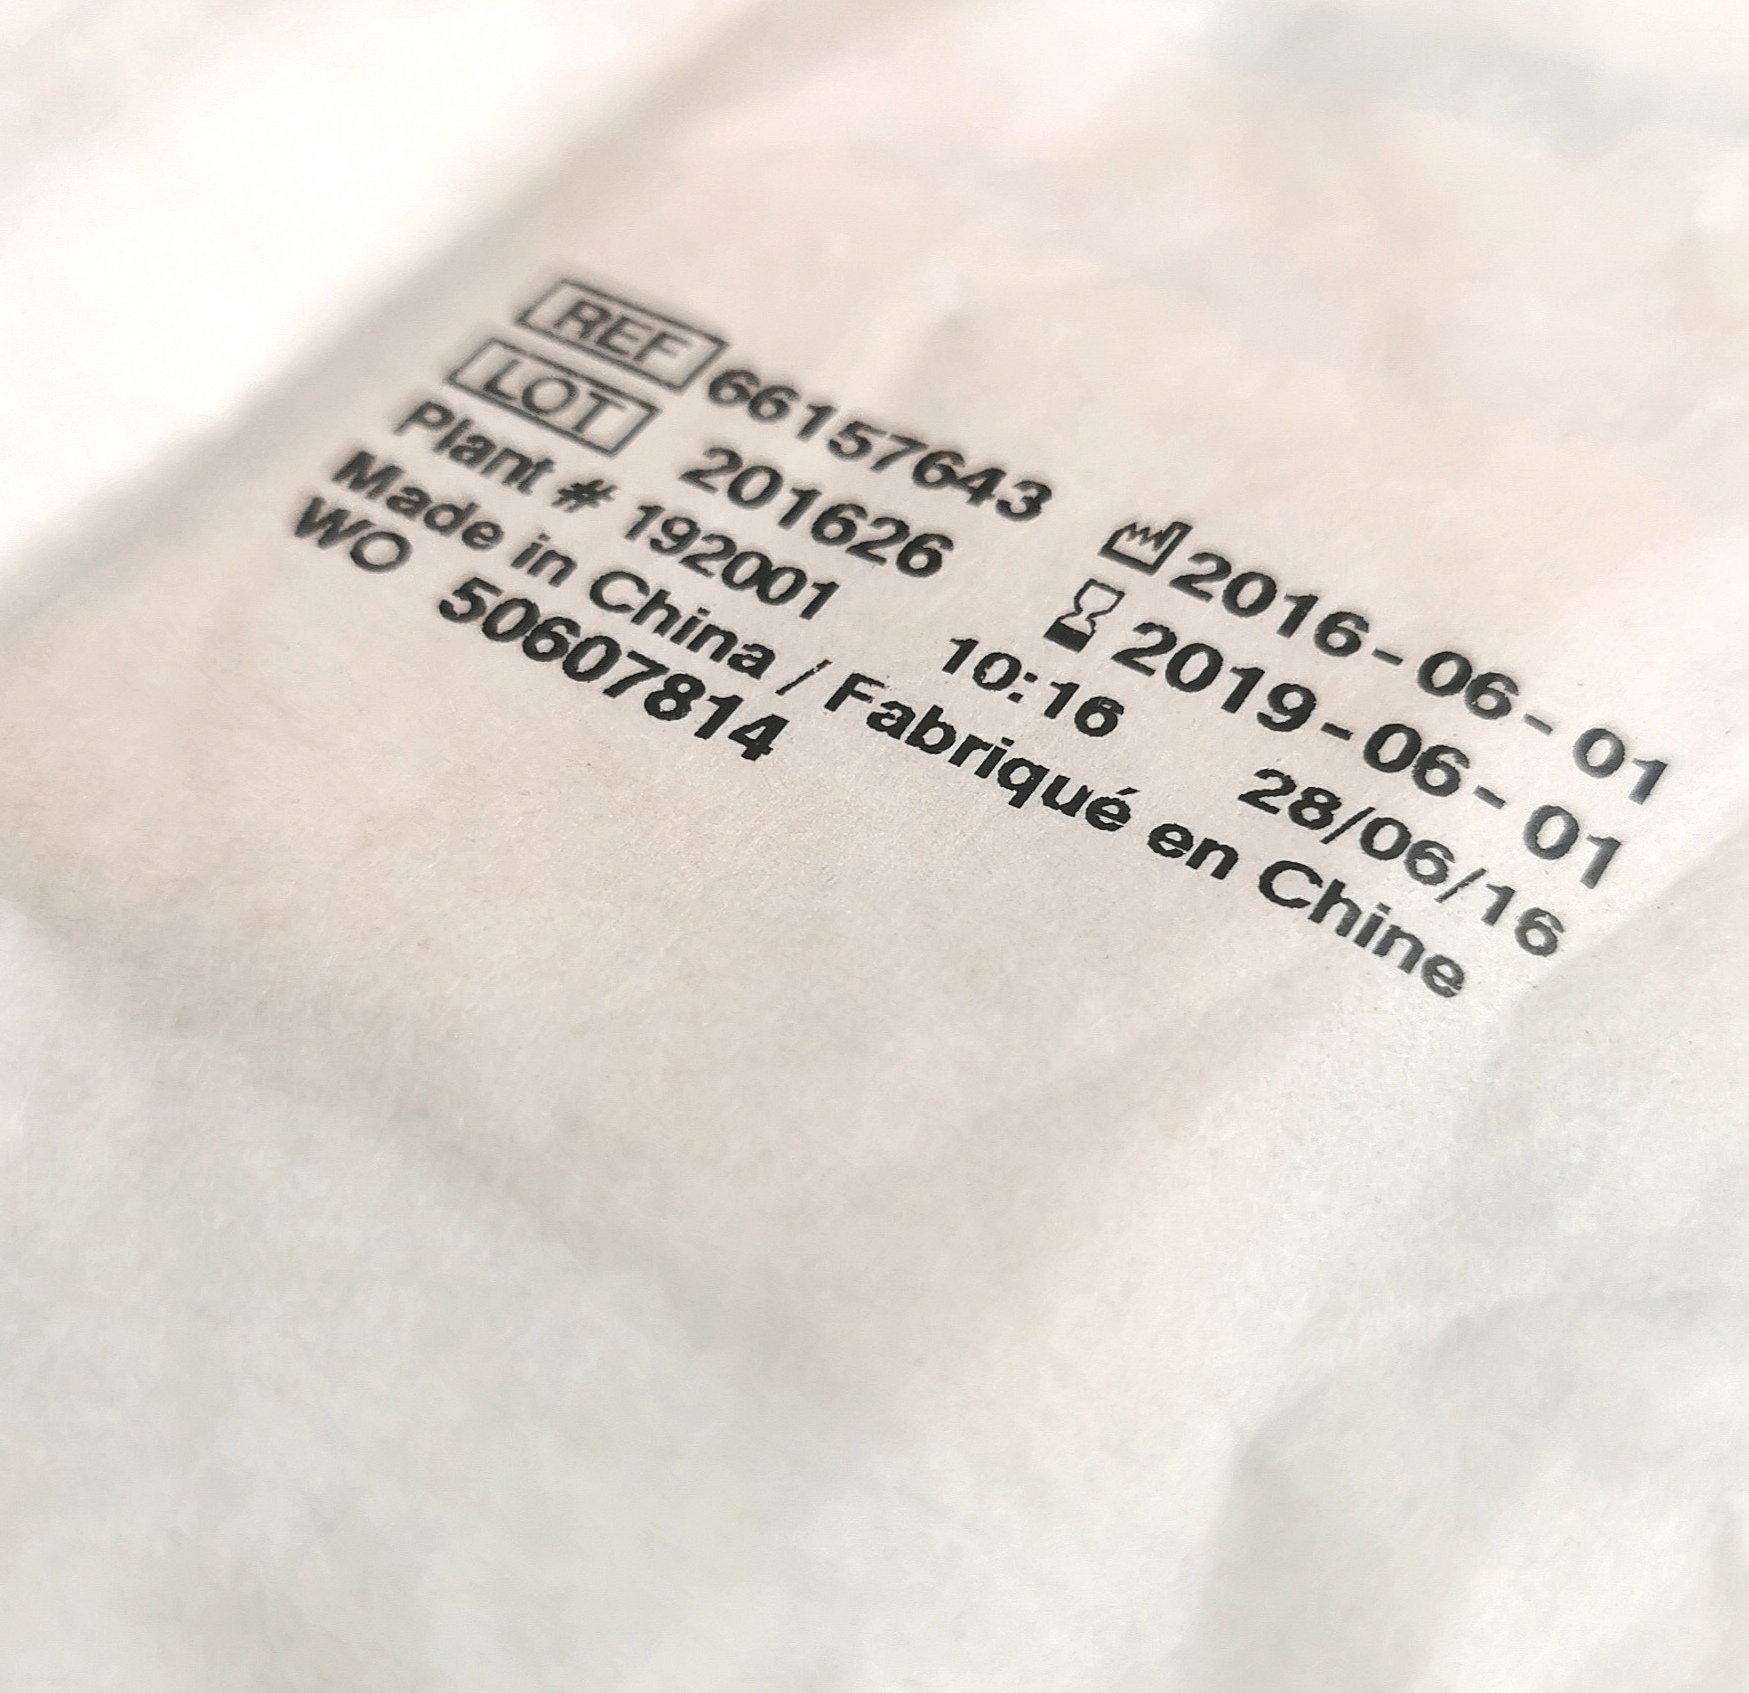 REF 66157643 2016-06-01
LOT 201626 2019-06-01
Plant # 192001 10:16 28/06/16
Made in China / Fabriqué en Chine
WO 50607814